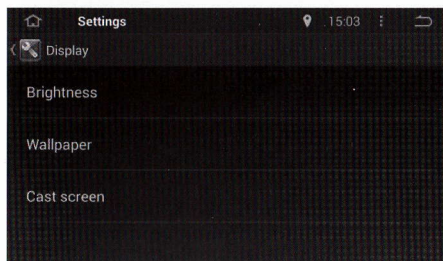 Settings 15:03
Display
Brightness
Wallpaper
Cast screen